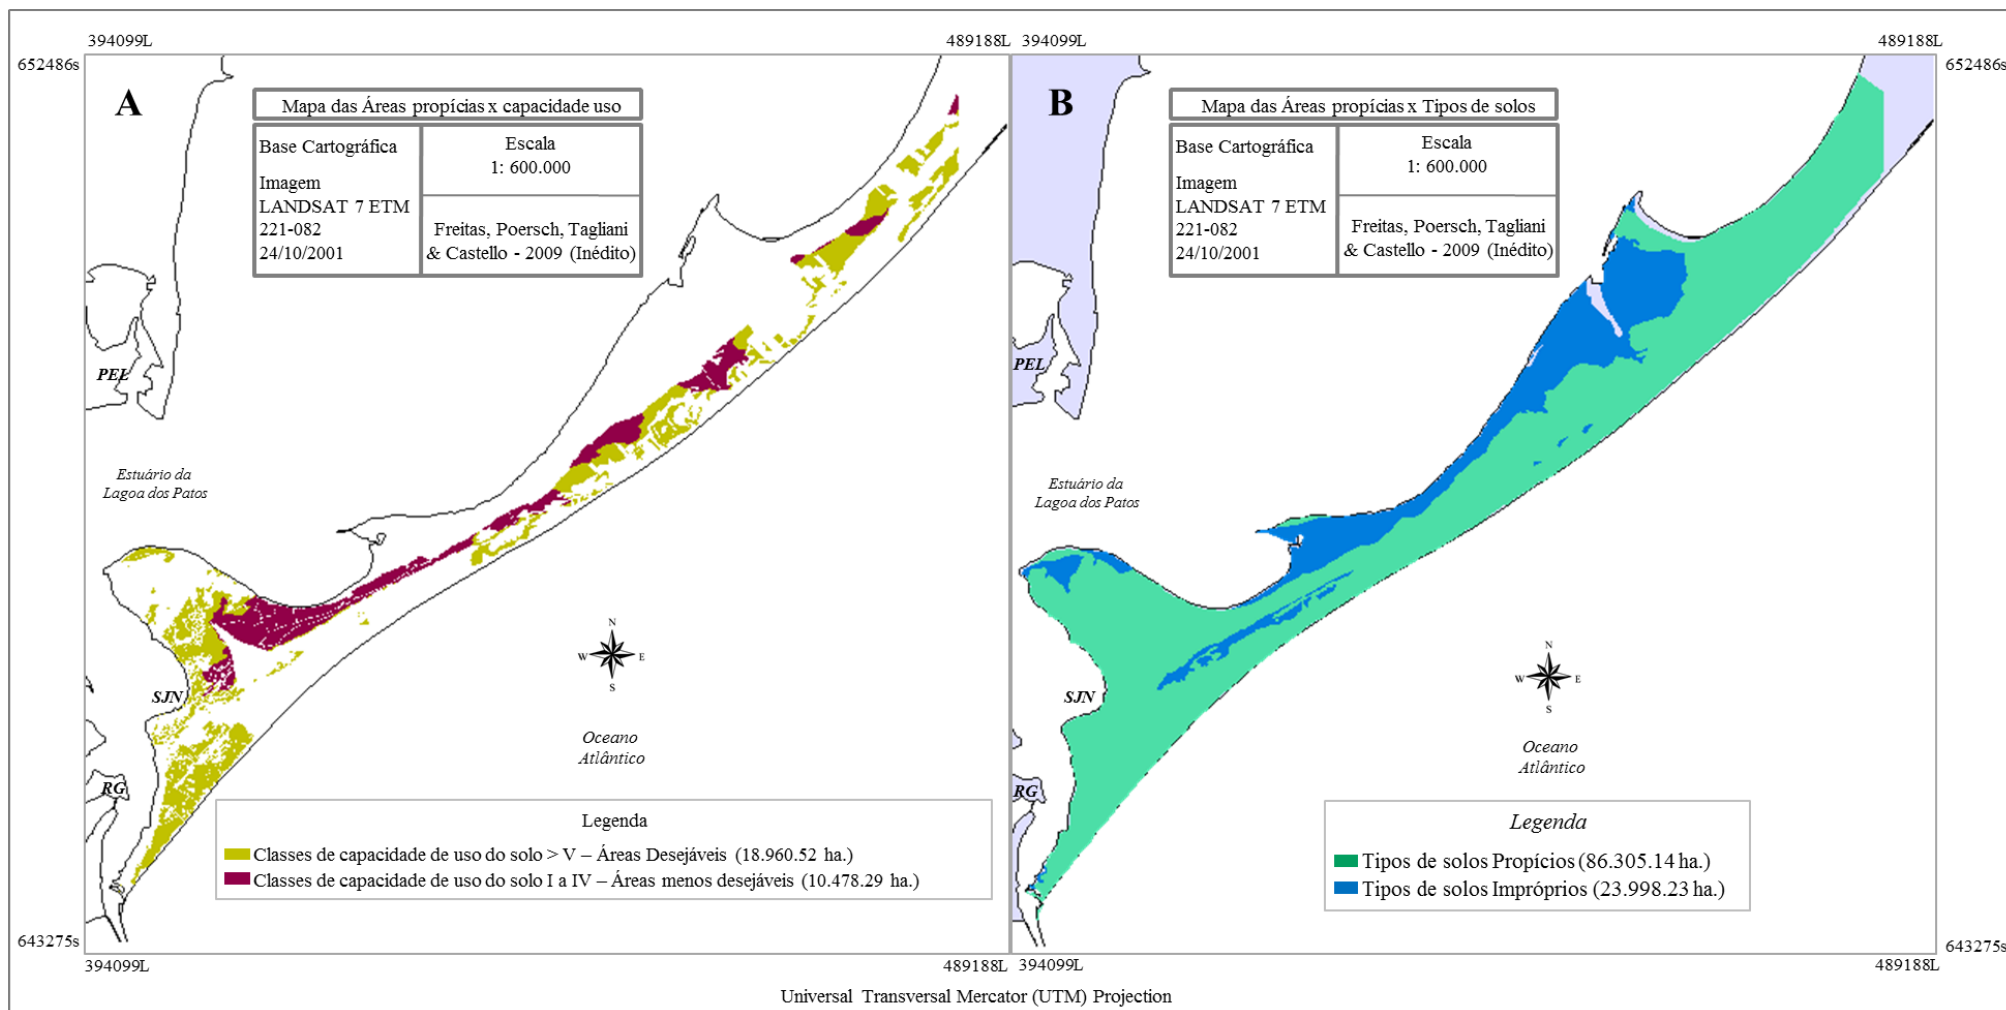 394099L
489188L
394099L
489188L
652486s
652486s
A
Mapa das Áreas propícias x capacidade uso
Base Cartográfica
Imagem
LANDSAT 7 ETM
221-082
24/10/2001
Escala
1: 600.000
Freitas, Poersch, Tagliani
& Castello - 2009 (Inédito)
PEL
Estuário da
Lagoa dos Patos
N
W
E
S
SJN
Oceano
Atlântico
RG
Legenda
Classes de capacidade de uso do solo > V – Áreas Desejáveis (18.960.52 ha.)
Classes de capacidade de uso do solo I a IV – Áreas menos desejáveis (10.478.29 ha.)
B
Mapa das Áreas propícias x Tipos de solos
Base Cartográfica
Imagem
LANDSAT 7 ETM
221-082
24/10/2001
Escala
1: 600.000
Freitas, Poersch, Tagliani
& Castello - 2009 (Inédito)
PEL
Estuário da
Lagoa dos Patos
N
W
E
S
SJN
Oceano
Atlântico
RG
Legenda
Tipos de solos Propícios (86.305.14 ha.)
Tipos de solos Impróprios (23.998.23 ha.)
643275s
643275s
394099L
489188L
394099L
489188L
Universal Transversal Mercator (UTM) Projection